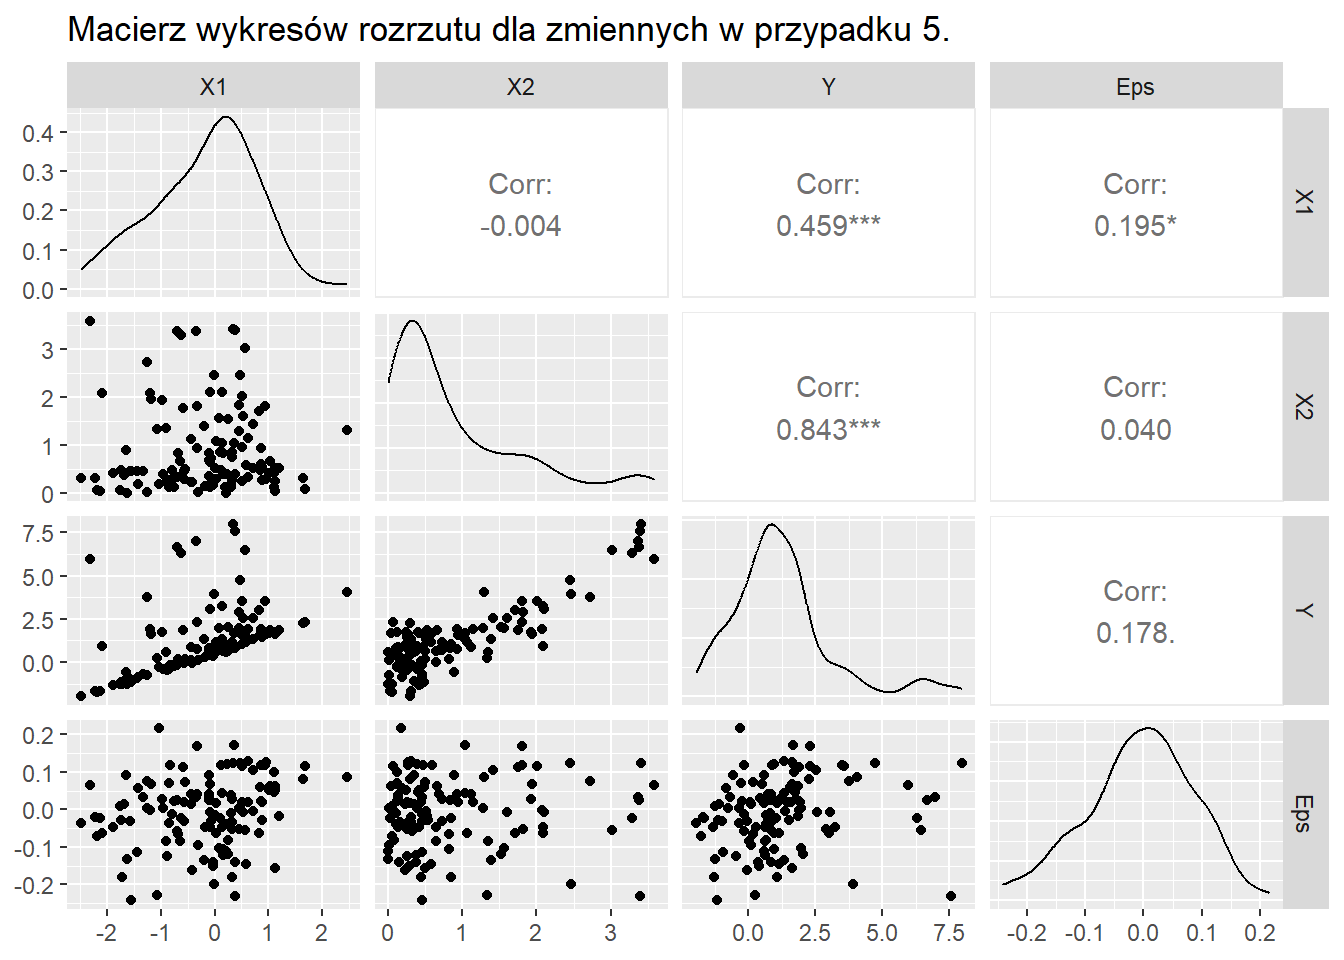 Macierz wykresów rozrzutu dla zmiennych w przypadku 5.
X1 X2 Y Eps
0.4
0.3
0.2
0.1
0.0
Corr:
-0.004
Corr:
0.459***
Corr:
0.195*
X1
3
2
1
0
Corr:
0.843***
Corr:
0.040
X2
7.5
5.0
2.5
0.0
Corr:
0.178.
Y
0.2
0.1
0.0
-0.1
-0.2
Eps
-2 -1 0 1 2 0 1 2 3 0.0 2.5 5.0 7.5 -0.2 -0.1 0.0 0.1 0.2